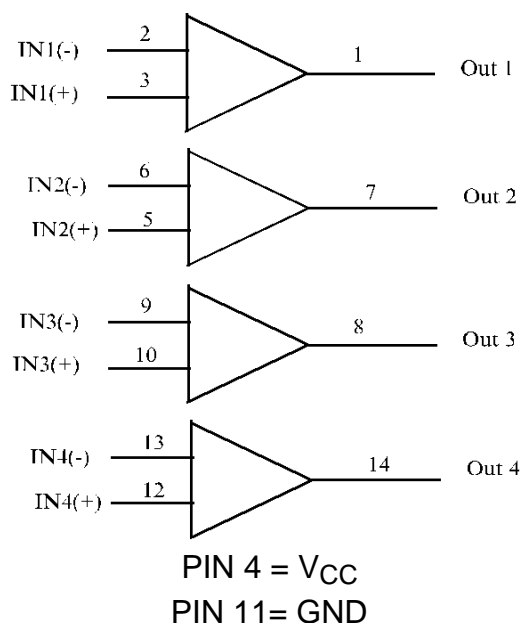 IN1(-) 2
IN1(+) 3
1 Out 1
IN2(-) 6
IN2(+) 5
7 Out 2
IN3(-) 9
IN3(+) 10
8 Out 3
IN4(-) 13
IN4(+) 12
14 Out 4
PIN 4 = VCC
PIN 11= GND